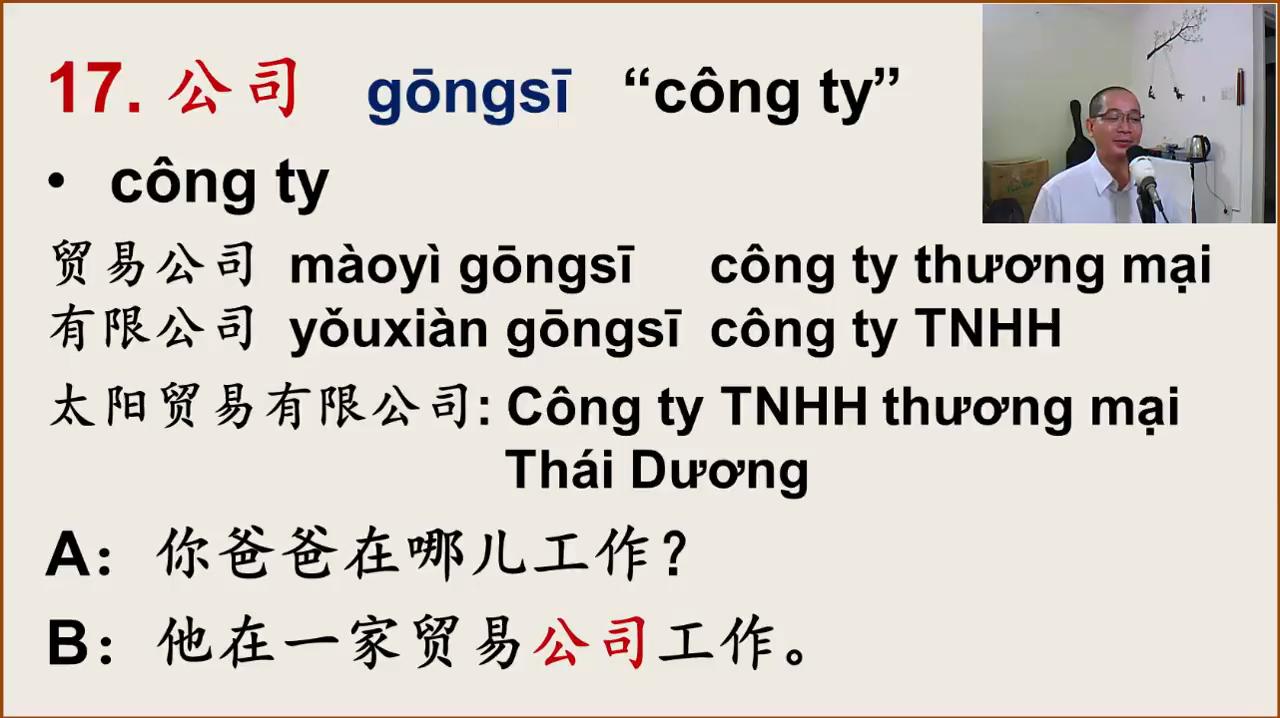 17. 公司 gōngsī “công ty”
• công ty
贸易公司 màoyì gōngsī công ty thương mại
有限公司 yǒuxiàn gōngsī công ty TNHH
太阳贸易有限公司: Công ty TNHH thương mại
Thái Dương
A：你爸爸在哪儿工作？
B：他在一家贸易公司工作。